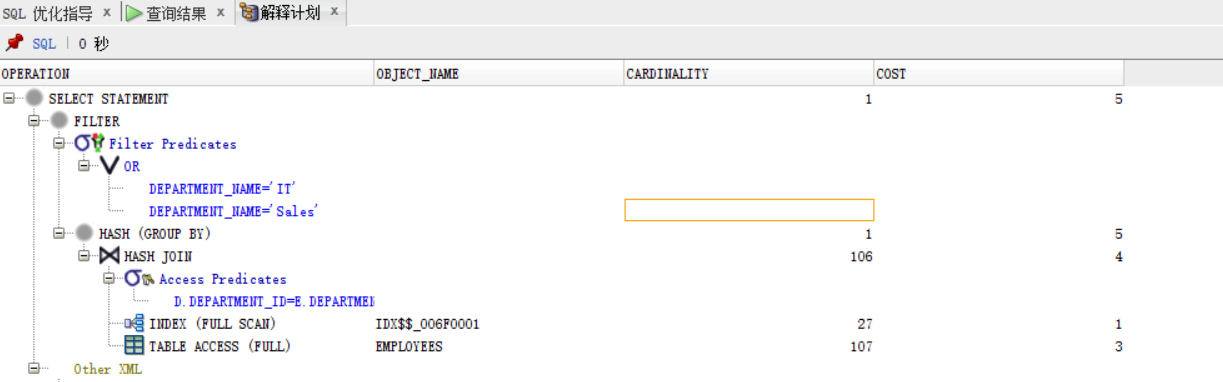 SQL 优化指导 × 查询结果 × 解释计划 ×
SQL | 0 秒
OPERATION OBJECT_NAME CARDINALITY COST
SELECT STATEMENT 1 5
FILTER
Filter Predicates
OR
DEPARTMENT_NAME='IT'
DEPARTMENT_NAME='Sales'
HASH (GROUP BY) 1 5
HASH JOIN 106 4
Access Predicates
D.DEPARTMENT_ID=E.DEPARTMEN
INDEX (FULL SCAN) IDX$$_006F0001 27 1
TABLE ACCESS (FULL) EMPLOYEES 107 3
Other XML